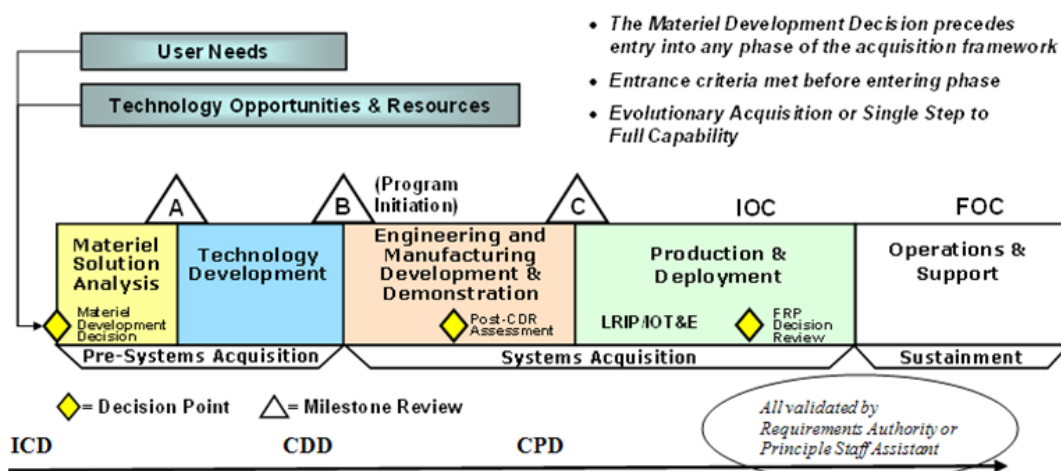 User Needs
Technology Opportunities & Resources
• The Materiel Development Decision precedes
entry into any phase of the acquisition framework
• Entrance criteria met before entering phase
• Evolutionary Acquisition or Single Step to
Full Capability
A
B
(Program
Initiation)
C
IOC
FOC
Materiel
Solution
Analysis
Materiel
Development
Decision
Technology
Development
Engineering and
Manufacturing
Development &
Demonstration
Post-CDR
Assessment
Production &
Deployment
LRIP/IOT&E
FRP
Decision
Review
Operations &
Support
Pre-Systems Acquisition
Systems Acquisition
Sustainment
= Decision Point
= Milestone Review
All validated by
Requirements Authority or
Principle Staff Assistant
ICD
CDD
CPD